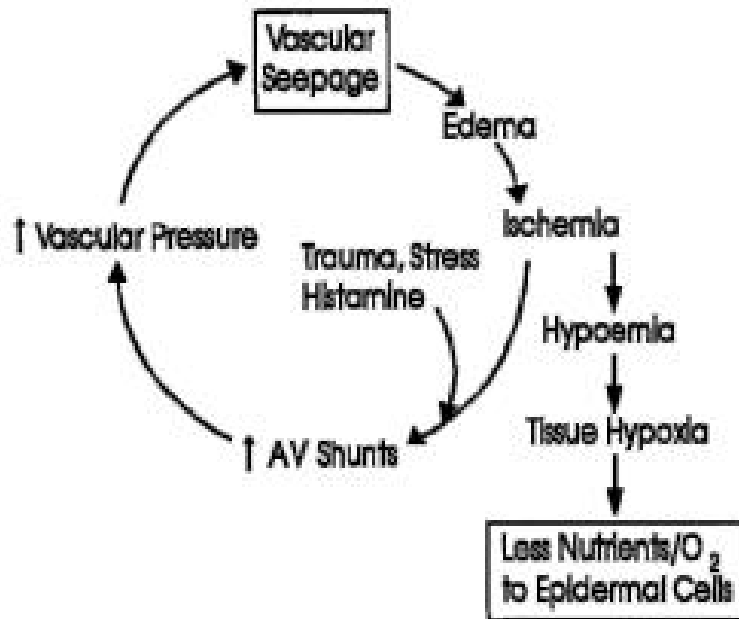 Vascular
Seepage
Edema
Ischemia
↑ Vascular Pressure
Trauma, Stress
Histamine
Hypoemia
↑ AV Shunts
Tissue Hypoxia
Less Nutrients/O₂
to Epidermal Cells